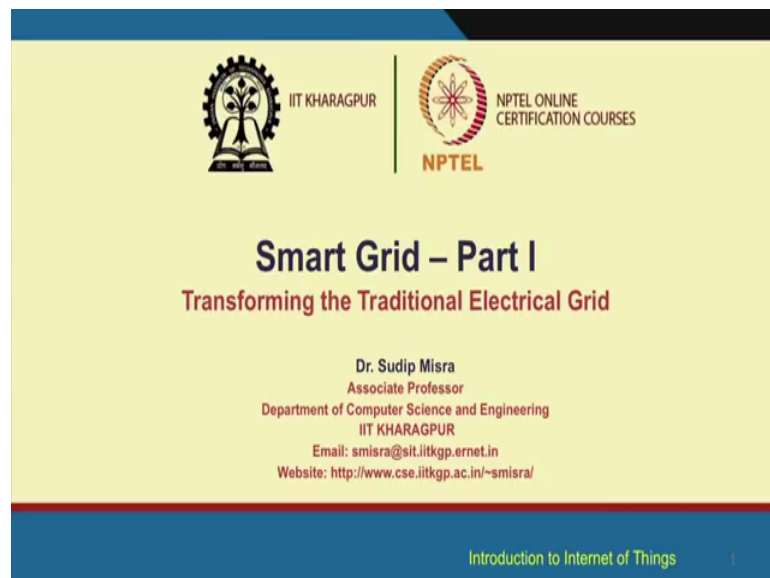 IIT KHARAGPUR
NPTEL ONLINE
CERTIFICATION COURSES
NPTEL
Smart Grid – Part I
Transforming the Traditional Electrical Grid
Dr. Sudip Misra
Associate Professor
Department of Computer Science and Engineering
IIT KHARAGPUR
Email: smisra@sit.iitkgp.ernet.in
Website: http://www.cse.iitkgp.ac.in/~smisra/
Introduction to Internet of Things
1